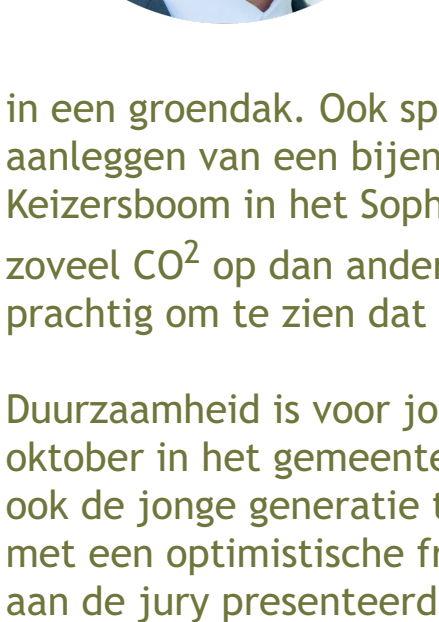 in een groendak. Ook sp
aanleggen van een bijen
Keizersboom in het Soph
zoveel CO² op dan ander
prachtig om te zien dat
Duurzaamheid is voor jo
oktober in het gemeente
ook de jonge generatie t
met een optimistische fr
aan de jury presenteerd